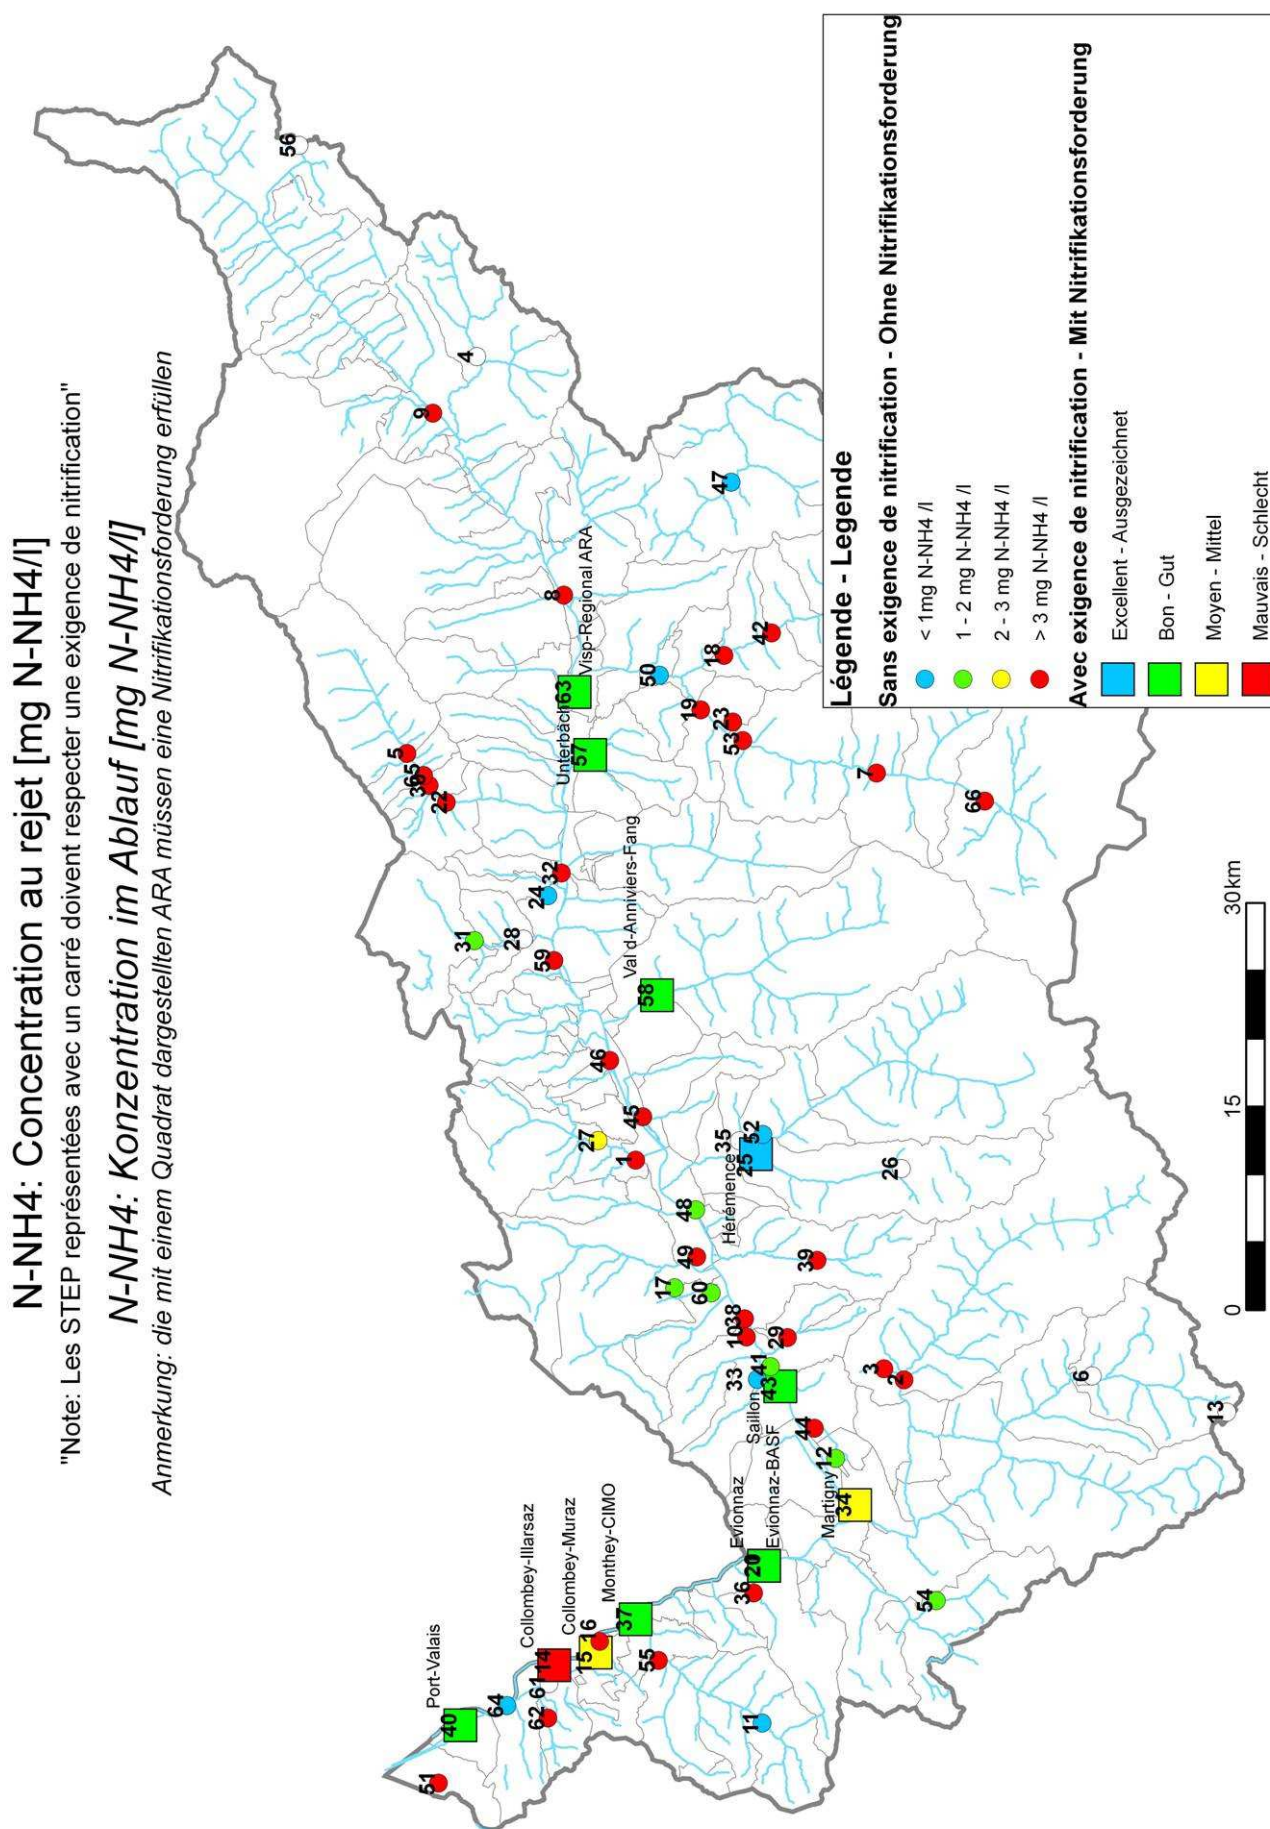 N-NH4: Concentration au rejet [mg N-NH4/l]
"Note: Les STEP représentées avec un carré doivent respecter une exigence de nitrification"
N-NH4: Konzentration im Ablauf [mg N-NH4/l]
Anmerkung: die mit einem Quadrat dargestellten ARA müssen eine Nitrifikationsforderung erfüllen
56
4
9
47
8
Visp-Regional ARA
63
Unterbäch
57
50
18
42
19
23
53
7
66
5
65
30
22
32
24
31
28
59
Val d-Anniviers-Fang
58
46
45
27
1
35
52
25
Hérémence
26
48
49
39
17
60
38
10
29
41
33
43
Saillon
3
2
6
13
44
12
Evionnaz-BASF
Evionnaz
Martigny
34
20
36
54
Monthey-CIMO
37
Collombey-Muraz
16
15
55
Collombey-Illarsaz
14
61
62
64
11
Port-Valais
40
51
0
15
30 km
Légende - Legende
Sans exigence de nitrification - Ohne Nitrifikationsforderung
< 1mg N-NH4 /l
1 - 2 mg N-NH4 /l
2 - 3 mg N-NH4 /l
> 3 mg N-NH4 /l
Avec exigence de nitrification - Mit Nitrifikationsforderung
Excellent - Ausgezeichnet
Bon - Gut
Moyen - Mittel
Mauvais - Schlecht